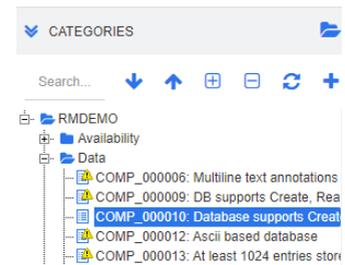 CATEGORIES
Search...
RMDEMO
Availability
Data
COMP_000006: Multiline text annotations
COMP_000009: DB supports Create, Rea
COMP_000010: Database supports Creat
COMP_000012: Ascii based database
COMP_000013: At least 1024 entries store